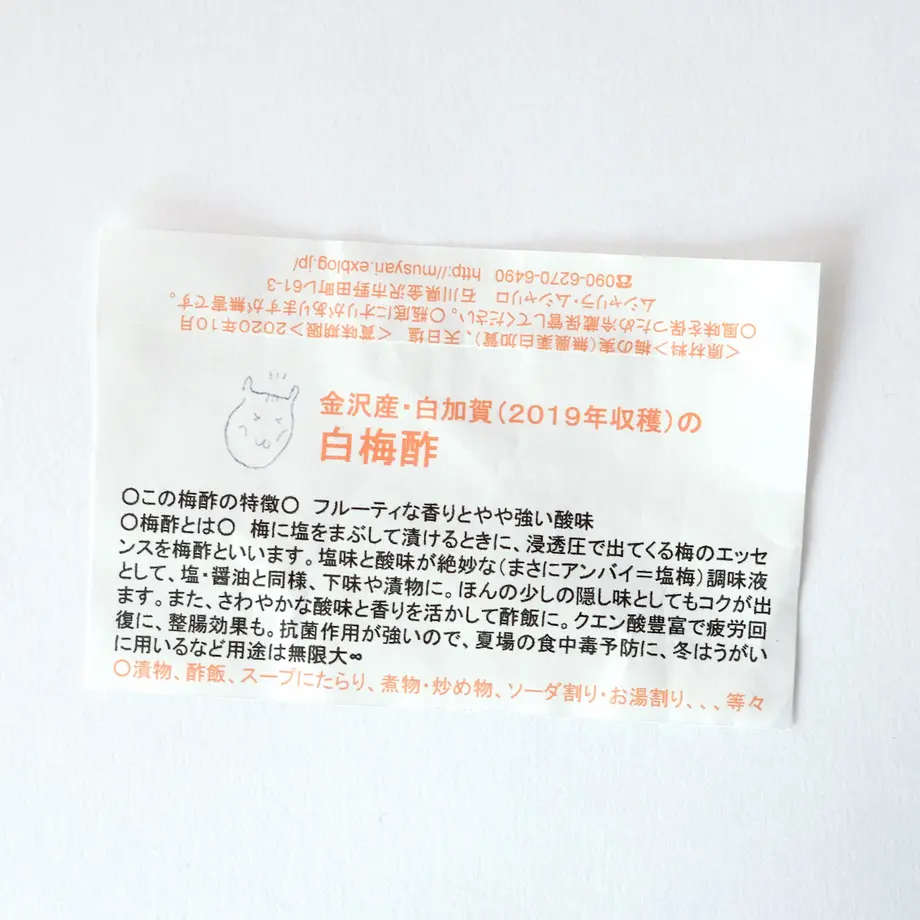 ＜原材料＞梅の実（無農薬白加賀）、天日塩　＜賞味期限＞2020年10月
〇風味を保つため冷蔵保管してください。〇瓶底にオリがありますが無害です。
ムシャリラ・ムシャリロ　石川県金沢市野田町レ61-3
☎090-6270-6490　http://musyari.exblog.jp/
金沢産・白加賀（2019年収穫）の
白梅酢
〇この梅酢の特徴〇　フルーティな香りとやや強い酸味
〇梅酢とは〇　梅に塩をまぶして漬けるときに、浸透圧で出てくる梅のエッセ
ンスを梅酢といいます。塩味と酸味が絶妙な（まさにアンバイ＝塩梅）調味液
として、塩・醤油と同様、下味や漬物に。ほんの少しの隠し味としてもコクが出
ます。また、さわやかな酸味と香りを活かして酢飯に。クエン酸豊富で疲労回
復に、整腸効果も。抗菌作用が強いので、夏場の食中毒予防に、冬はうがい
に用いるなど用途は無限大∞
〇漬物、酢飯、スープにたらり、煮物・炒め物、ソーダ割り・お湯割り、、、等々